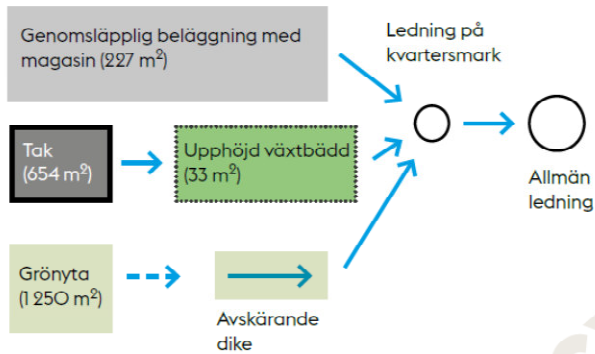 Genomsläpplig beläggning med
magasin (227 m²)
Ledning på
kvartersmark
Tak
(654 m²)
Upphöjd växtbädd
(33 m²)
Allmän
ledning
Grönyta
(1 250 m²)
Avskärande
dike